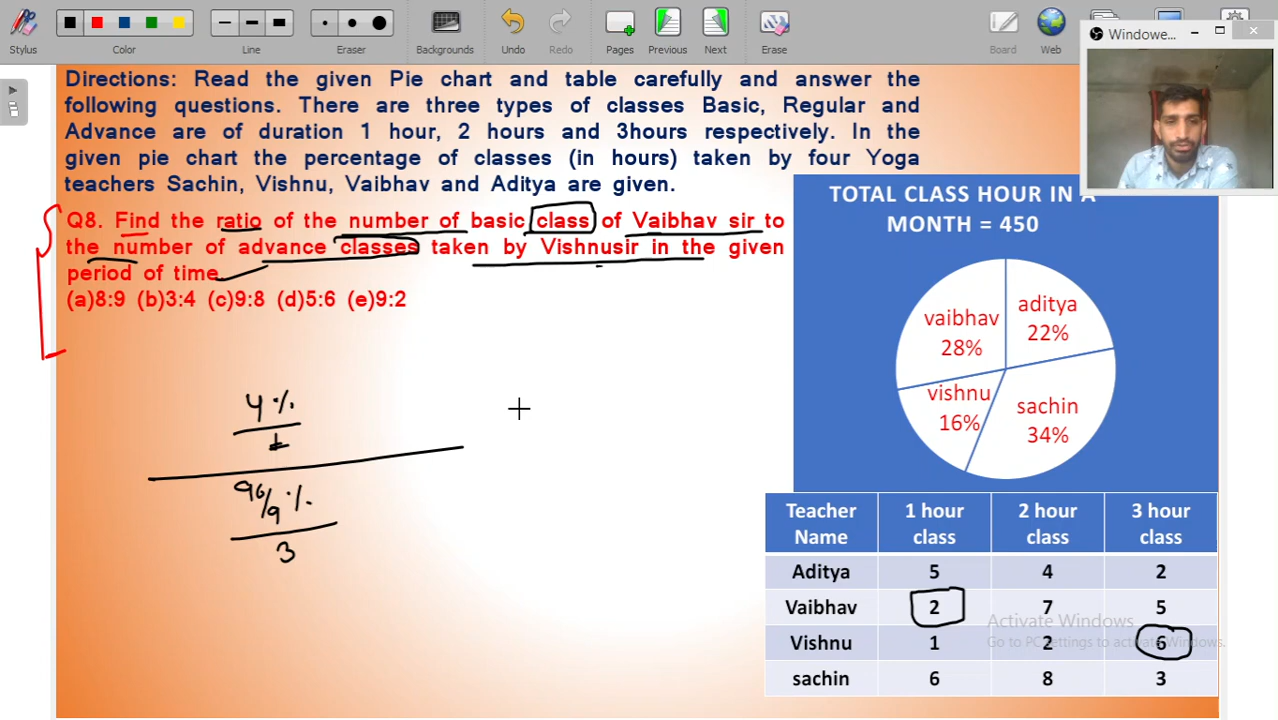 Stylus
Color
Line
Eraser
Backgrounds
Undo
Redo
Pages
Previous
Next
Erase
Board
Web
Windowe...
Directions: Read the given Pie chart and table carefully and answer the
following questions. There are three types of classes Basic, Regular and
Advance are of duration 1 hour, 2 hours and 3hours respectively. In the
given pie chart the percentage of classes (in hours) taken by four Yoga
teachers Sachin, Vishnu, Vaibhav and Aditya are given.
Q8. Find the ratio of the number of basic class of Vaibhav sir to
the number of advance classes taken by Vishnusir in the given
period of time.
(a)8:9 (b)3:4 (c)9:8 (d)5:6 (e)9:2
4 %
1
96/9 %
3
TOTAL CLASS HOUR IN A
MONTH = 450
vaibhav
28%
aditya
22%
vishnu
16%
sachin
34%
Teacher Name 1 hour class 2 hour class 3 hour class
Aditya 5 4 2
Vaibhav 2 7 5
Vishnu 1 2 6
sachin 6 8 3
Activate Windows
Go to PC settings to activate Windows.